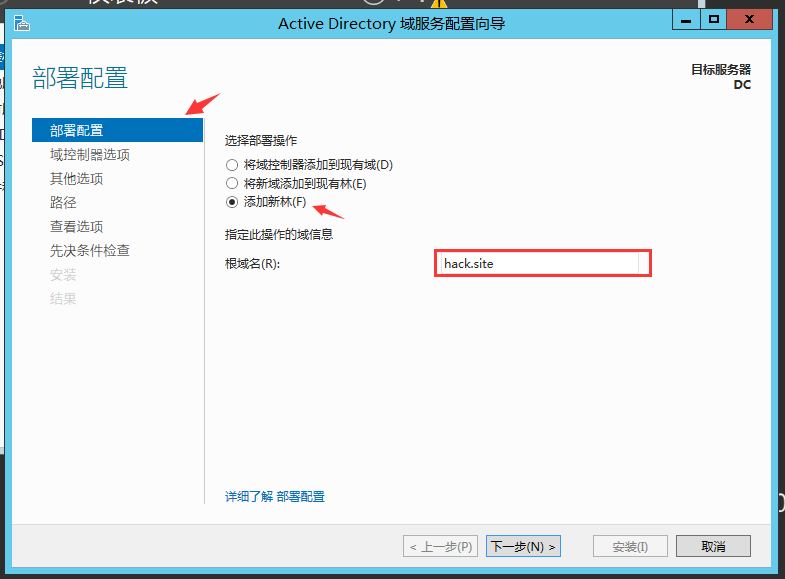 Active Directory 域服务配置向导
部署配置
目标服务器
DC
部署配置
域控制器选项
其他选项
路径
查看选项
先决条件检查
安装
结果
选择部署操作
将域控制器添加到现有域(D)
将新域添加到现有林(E)
添加新林(F)
指定此操作的域信息
根域名(R):
hack.site
详细了解 部署配置
< 上一步(P)
下一步(N) >
安装(I)
取消